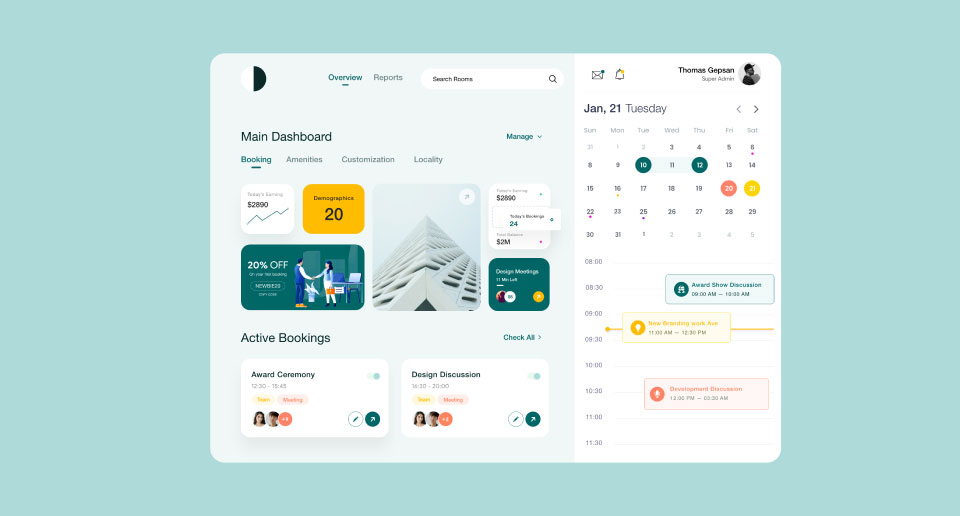 Overview Reports
Search Rooms
Main Dashboard
Manage
Booking Amenities Customization Locality
Today's Earning
$2890
Demographics
20
Today's Earning
$2890
Today's Bookings
24
Total Balance
$2M
20% OFF
On your first booking
NEWBIE20
Copy code
Design Meetings
11 Min Left
08
Active Bookings
Check All
Award Ceremony
12:30 - 15:45
Team Meeting
+8
Design Discussion
14:30 - 20:00
Team Meeting
+3
Thomas Gepsan
Super Admin
Jan, 21 Tuesday
Sun Mon Tue Wed Thu Fri Sat
31 1 2 3 4 5 6
8 9 10 11 12 13 14
15 16 17 18 19 20 21
22 23 25 26 27 28 29
30 31 1 2 3 4 5
08:00
08:30
Award Show Discussion
09:00 AM — 10:00 AM
09:00
New Branding work Ave
11:00 AM — 12:30 PM
09:30
10:00
10:30
Development Discussion
12:30 PM — 03:30 AM
11:00
11:30